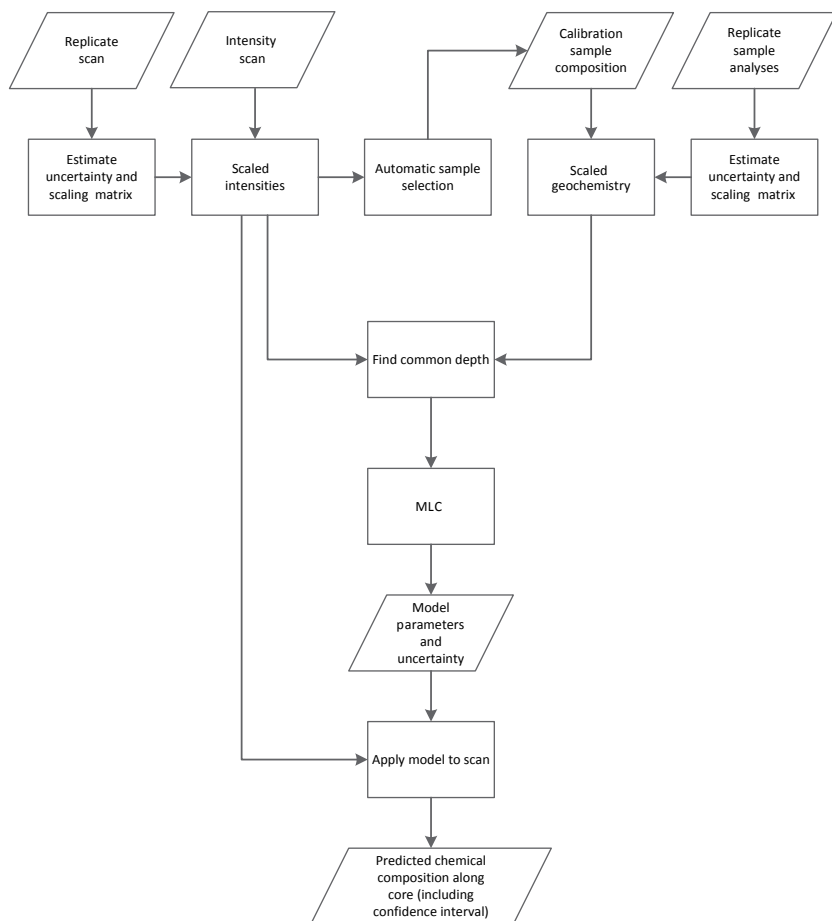 Replicate
scan
Intensity
scan
Calibration
sample
composition
Replicate
sample
analyses
Estimate
uncertainty and
scaling matrix
Scaled
intensities
Automatic sample
selection
Scaled
geochemistry
Estimate
uncertainty and
scaling matrix
Find common depth
MLC
Model
parameters
and
uncertainty
Apply model to scan
Predicted chemical
composition along
core (including
confidence interval)